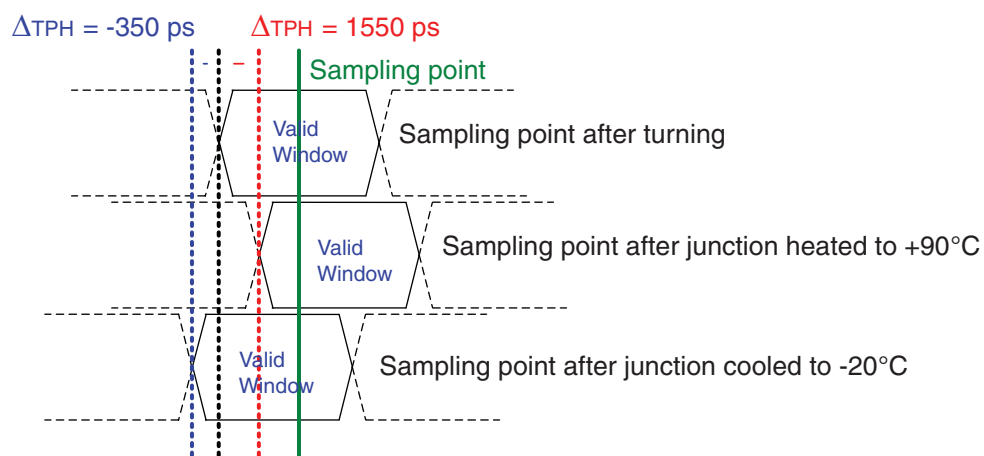 ΔTPH = -350 ps
ΔTPH = 1550 ps
- –
Sampling point
Valid
Window
Sampling point after turning
Valid
Window
Sampling point after junction heated to +90°C
Valid
Window
Sampling point after junction cooled to -20°C